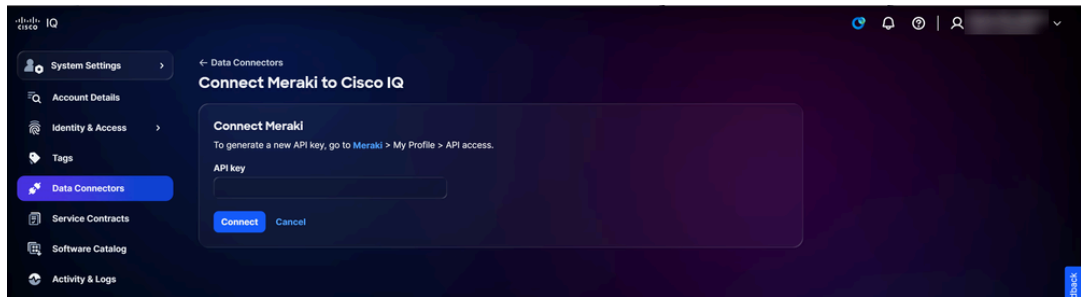 CISCO IQ
System Settings
Account Details
Identity & Access
Tags
Data Connectors
Service Contracts
Software Catalog
Activity & Logs
← Data Connectors
Connect Meraki to Cisco IQ
Connect Meraki
To generate a new API key, go to Meraki > My Profile > API access.
API key
Connect Cancel